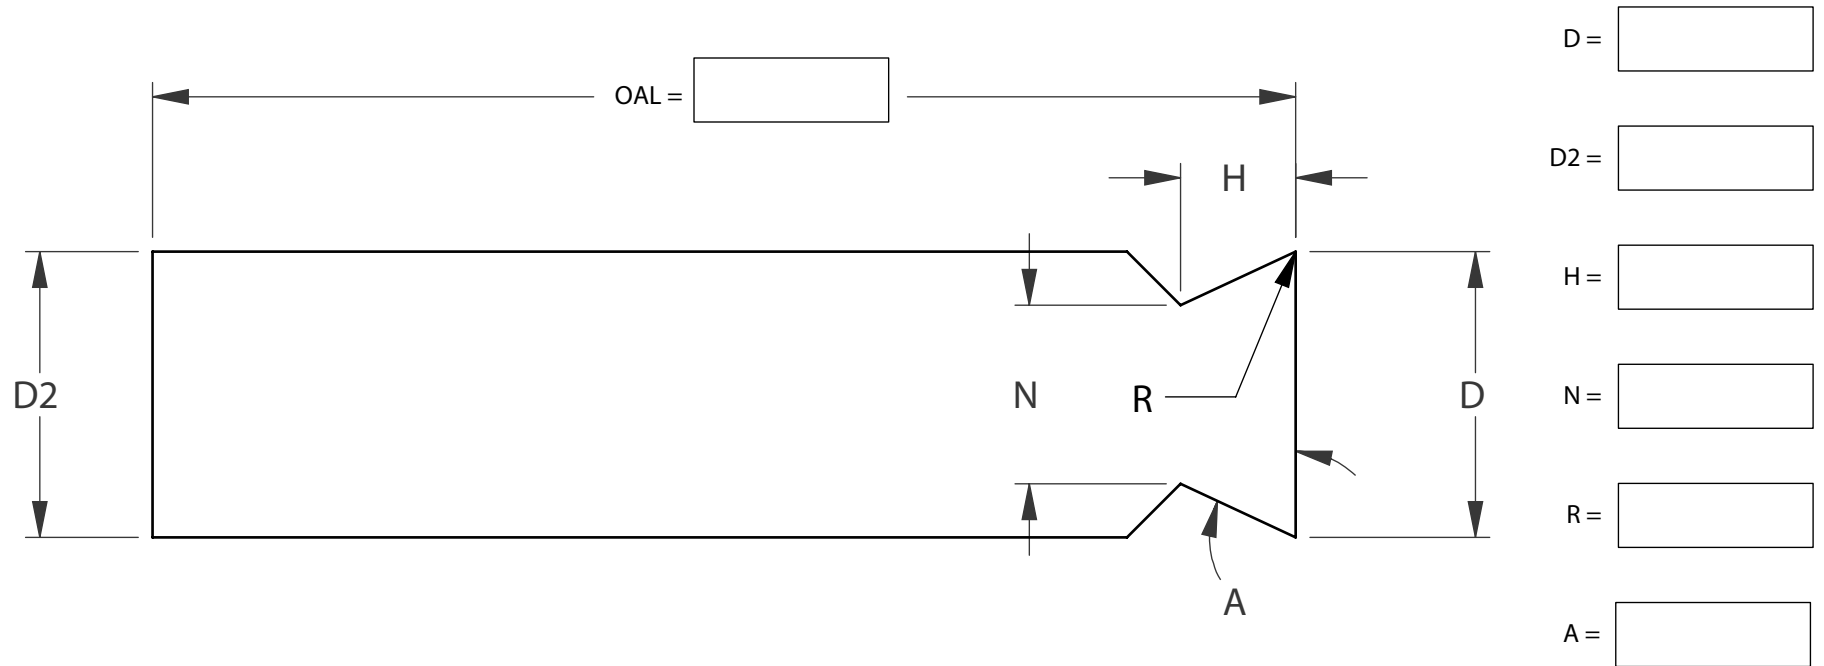 OAL =
H
D2
N
R
D
A
D =
D2 =
H =
N =
R =
A =